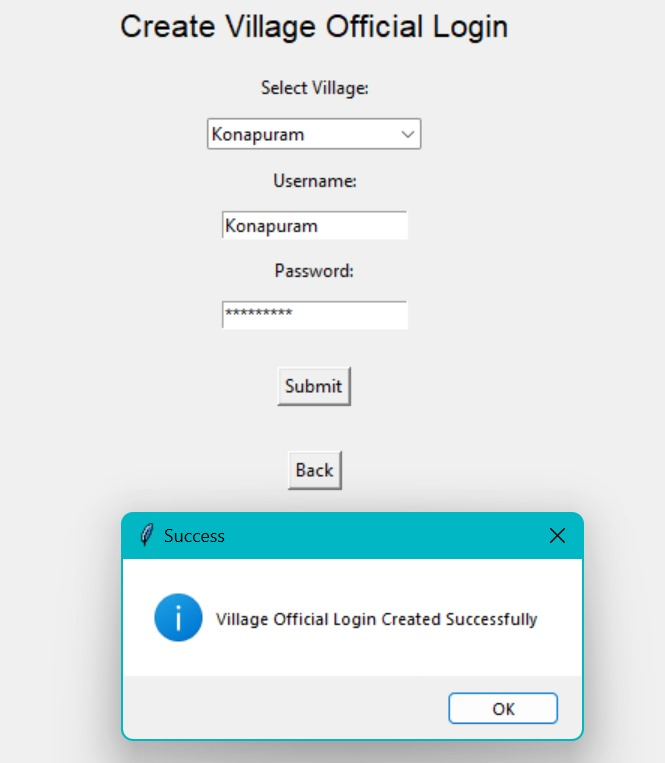 Create Village Official Login
Select Village:
Konapuram
Username:
Konapuram
Password:
*********
Submit
Back
Success
Village Official Login Created Successfully
OK